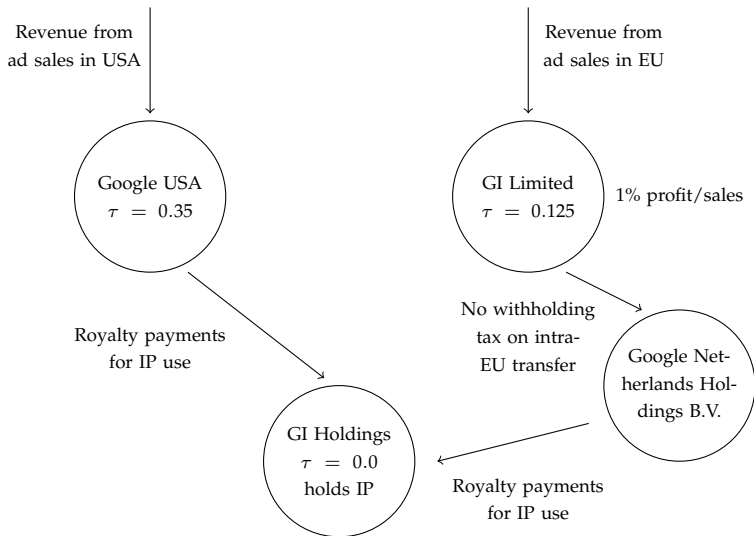 Revenue from
ad sales in USA
Revenue from
ad sales in EU
Google USA
τ = 0.35
GI Limited
τ = 0.125
1% profit/sales
Royalty payments
for IP use
No withholding
tax on intra-
EU transfer
Google Net-
herlands Hol-
dings B.V.
GI Holdings
τ = 0.0
holds IP
Royalty payments
for IP use